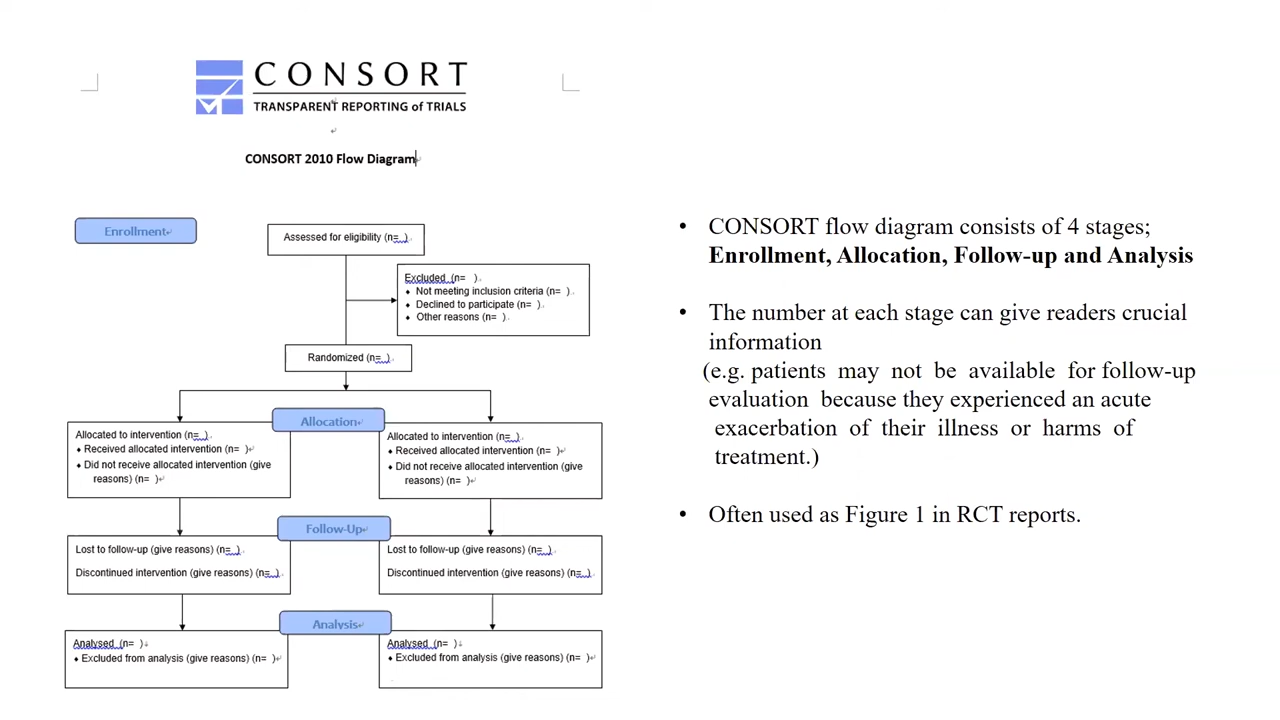 CONSORT
TRANSPARENT REPORTING of TRIALS
CONSORT 2010 Flow Diagram
Enrollment
Assessed for eligibility (n= )
Excluded (n= )
♦ Not meeting inclusion criteria (n= )
♦ Declined to participate (n= )
♦ Other reasons (n= )
Randomized (n= )
Allocation
Allocated to intervention (n= )
♦ Received allocated intervention (n= )
♦ Did not receive allocated intervention (give
reasons) (n= )
Allocated to intervention (n= )
♦ Received allocated intervention (n= )
♦ Did not receive allocated intervention (give
reasons) (n= )
Follow-Up
Lost to follow-up (give reasons) (n= )
Discontinued intervention (give reasons) (n= )
Lost to follow-up (give reasons) (n= )
Discontinued intervention (give reasons) (n= )
Analysis
Analysed (n= )
♦ Excluded from analysis (give reasons) (n= )
Analysed (n= )
♦ Excluded from analysis (give reasons) (n= )
• CONSORT flow diagram consists of 4 stages;
Enrollment, Allocation, Follow-up and Analysis
• The number at each stage can give readers crucial
information
(e.g. patients may not be available for follow-up
evaluation because they experienced an acute
exacerbation of their illness or harms of
treatment.)
• Often used as Figure 1 in RCT reports.